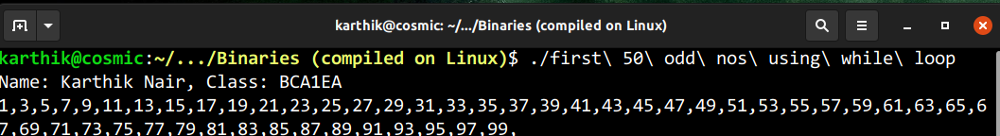 karthik@cosmic: ~/.../Binaries (compiled on Linux)
karthik@cosmic:~/.../Binaries (compiled on Linux)$ ./first\ 50\ odd\ nos\ using\ while\ loop
Name: Karthik Nair, Class: BCA1EA
1,3,5,7,9,11,13,15,17,19,21,23,25,27,29,31,33,35,37,39,41,43,45,47,49,51,53,55,57,59,61,63,65,6
7,69,71,73,75,77,79,81,83,85,87,89,91,93,95,97,99,